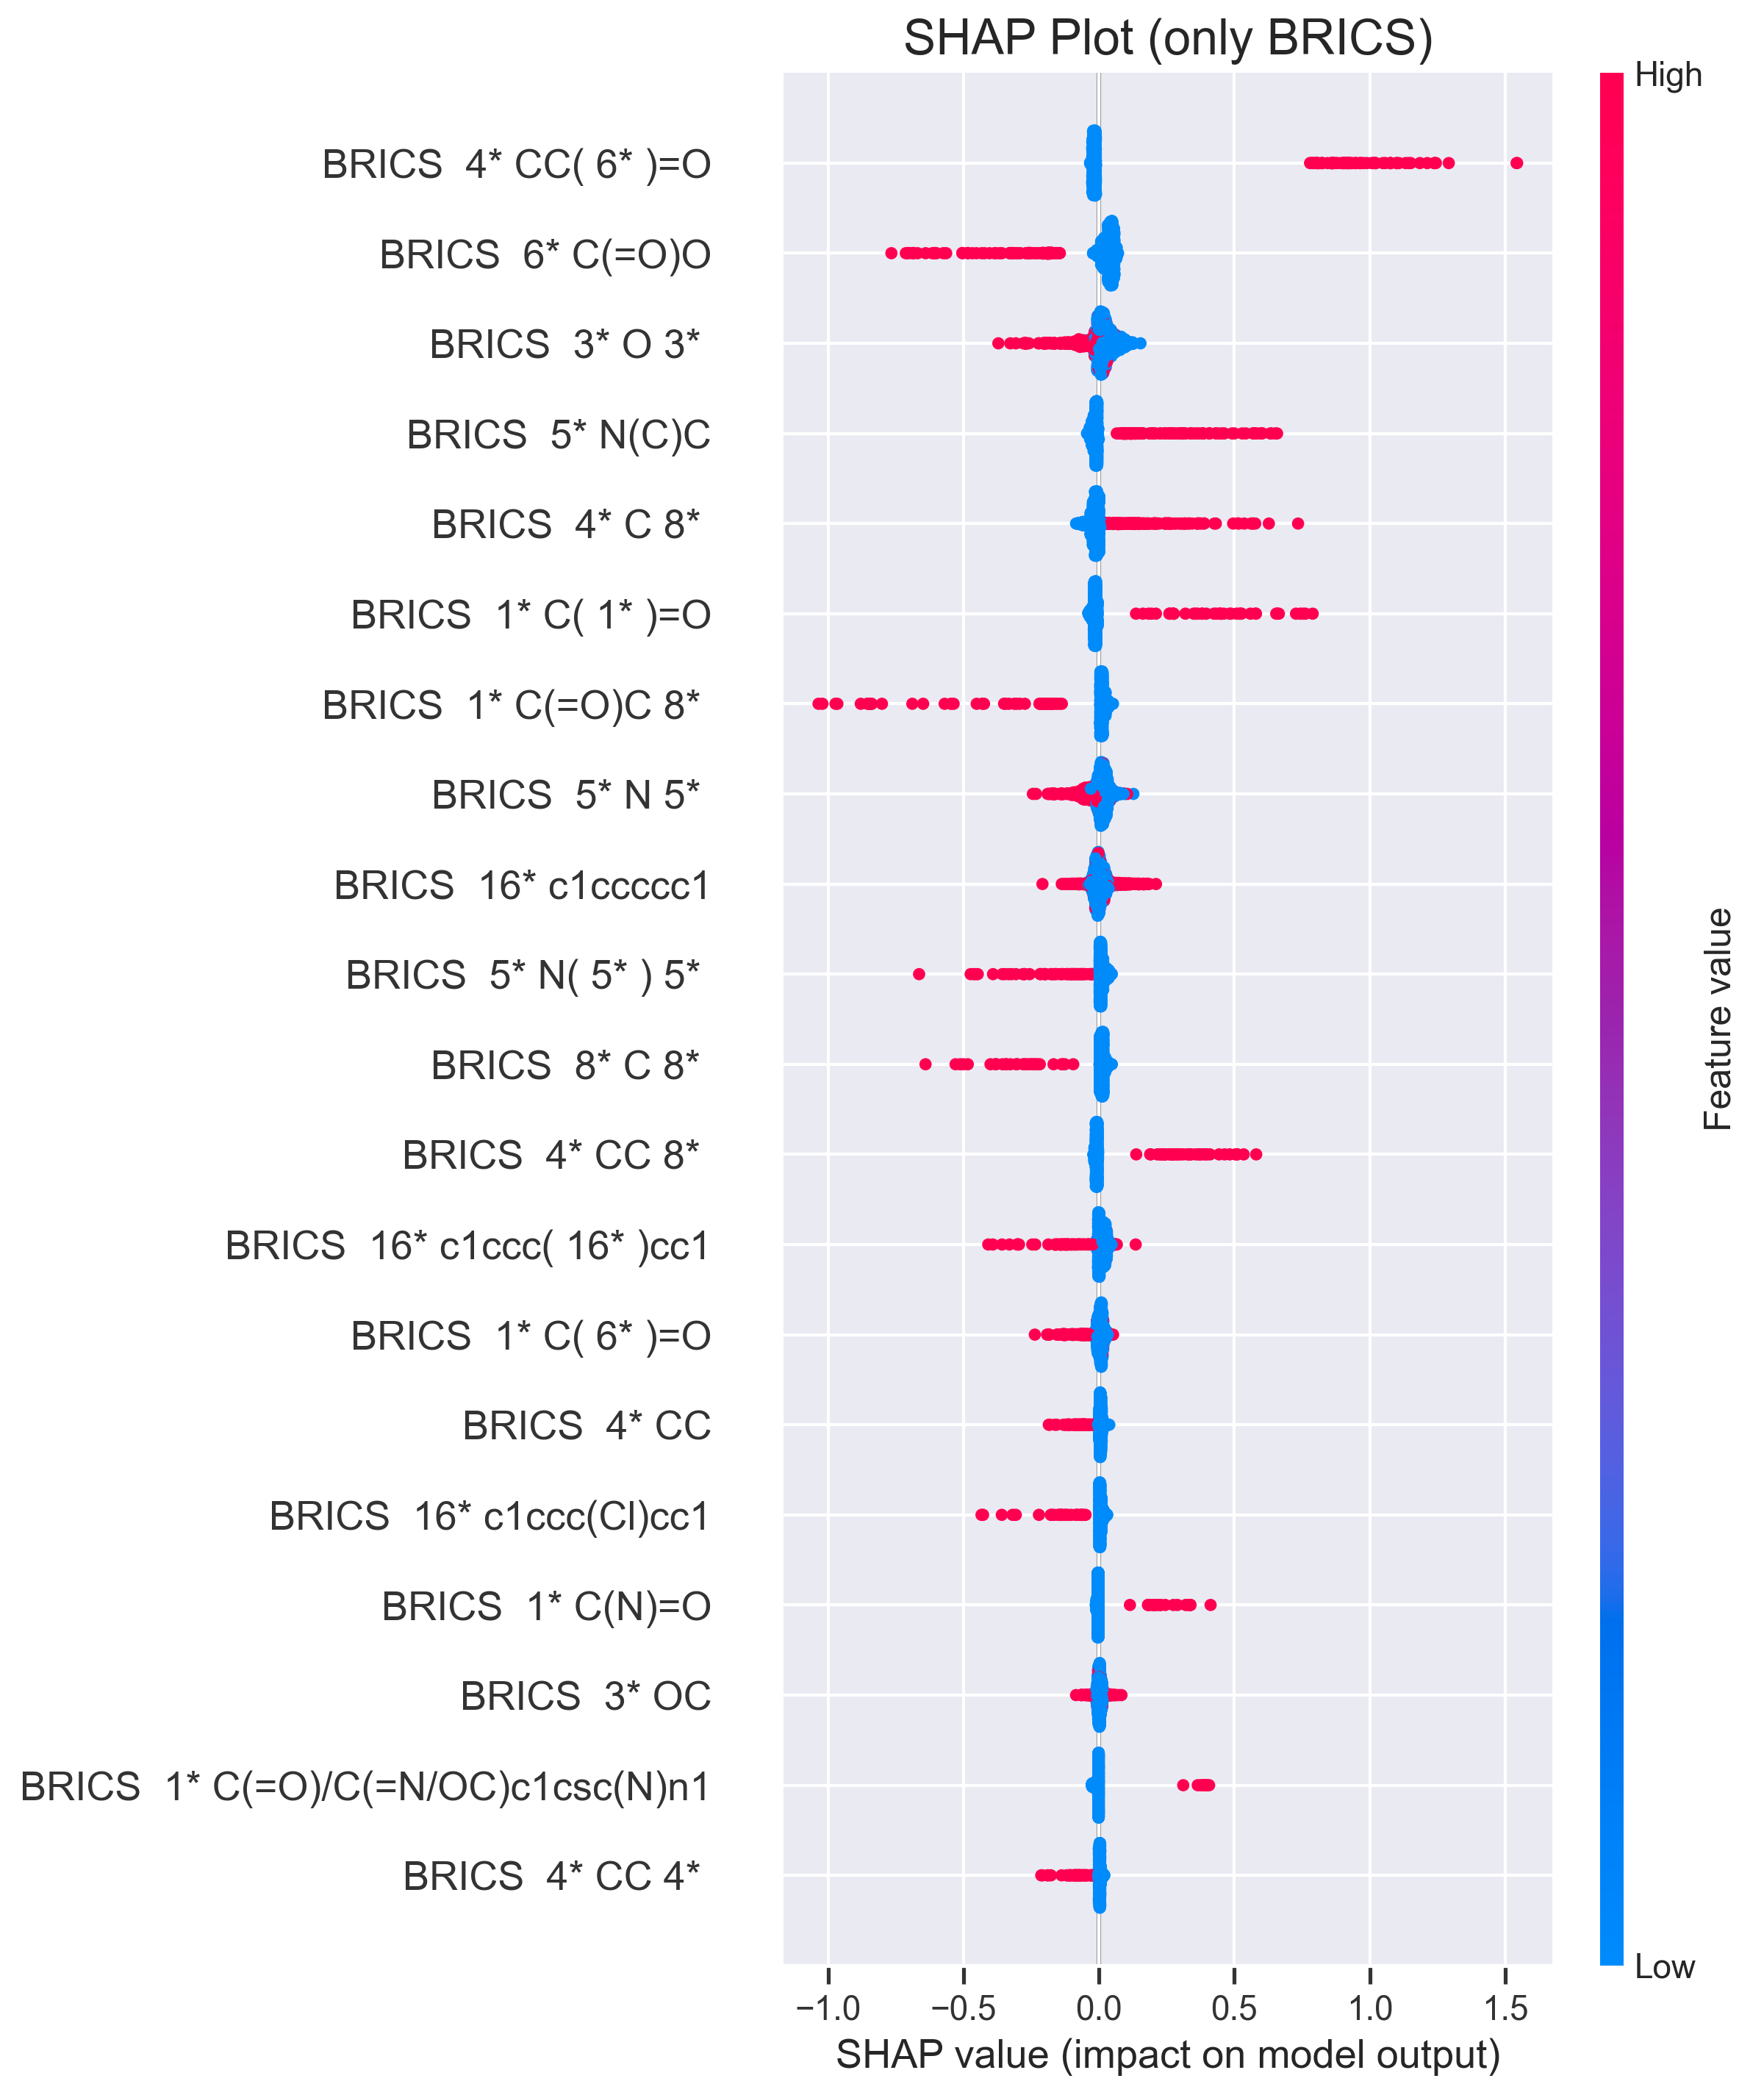 SHAP Plot (only BRICS)
High
BRICS 4* CC( 6* )=O
BRICS 6* C(=O)O
BRICS 3* O 3*
BRICS 5* N(C)C
BRICS 4* C 8*
BRICS 1* C( 1* )=O
BRICS 1* C(=O)C 8*
BRICS 5* N 5*
BRICS 16* c1ccccc1
BRICS 5* N( 5* ) 5*
BRICS 8* C 8*
BRICS 4* CC 8*
BRICS 16* c1ccc( 16* )cc1
BRICS 1* C( 6* )=O
BRICS 4* CC
BRICS 16* c1ccc(Cl)cc1
BRICS 1* C(N)=O
BRICS 3* OC
BRICS 1* C(=O)/C(=N/OC)c1csc(N)n1
BRICS 4* CC 4*
Feature value
Low
−1.0 −0.5 0.0 0.5 1.0 1.5
SHAP value (impact on model output)